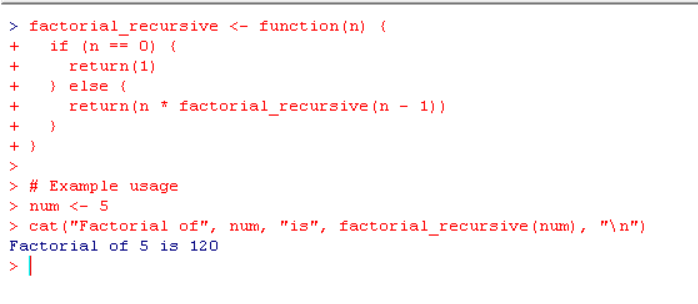 > factorial_recursive <- function(n) {
+   if (n == 0) {
+     return(1)
+   } else {
+     return(n * factorial_recursive(n - 1))
+   }
+ }
>
> # Example usage
> num <- 5
> cat("Factorial of", num, "is", factorial_recursive(num), "\n")
Factorial of 5 is 120
>